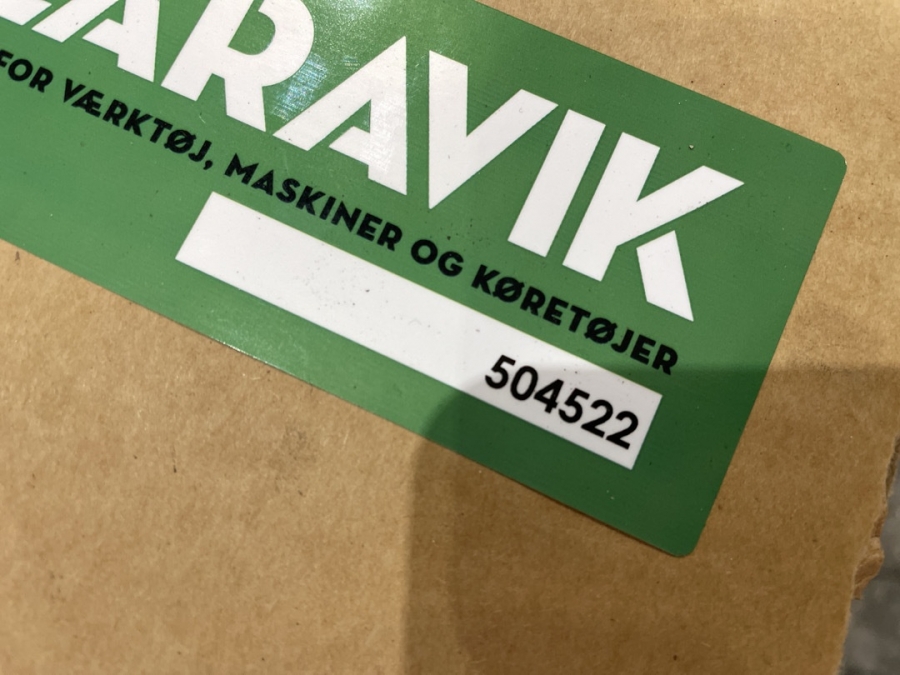 ARAVIK
FOR VÆRKTØJ, MASKINER OG KØRETØJER
504522